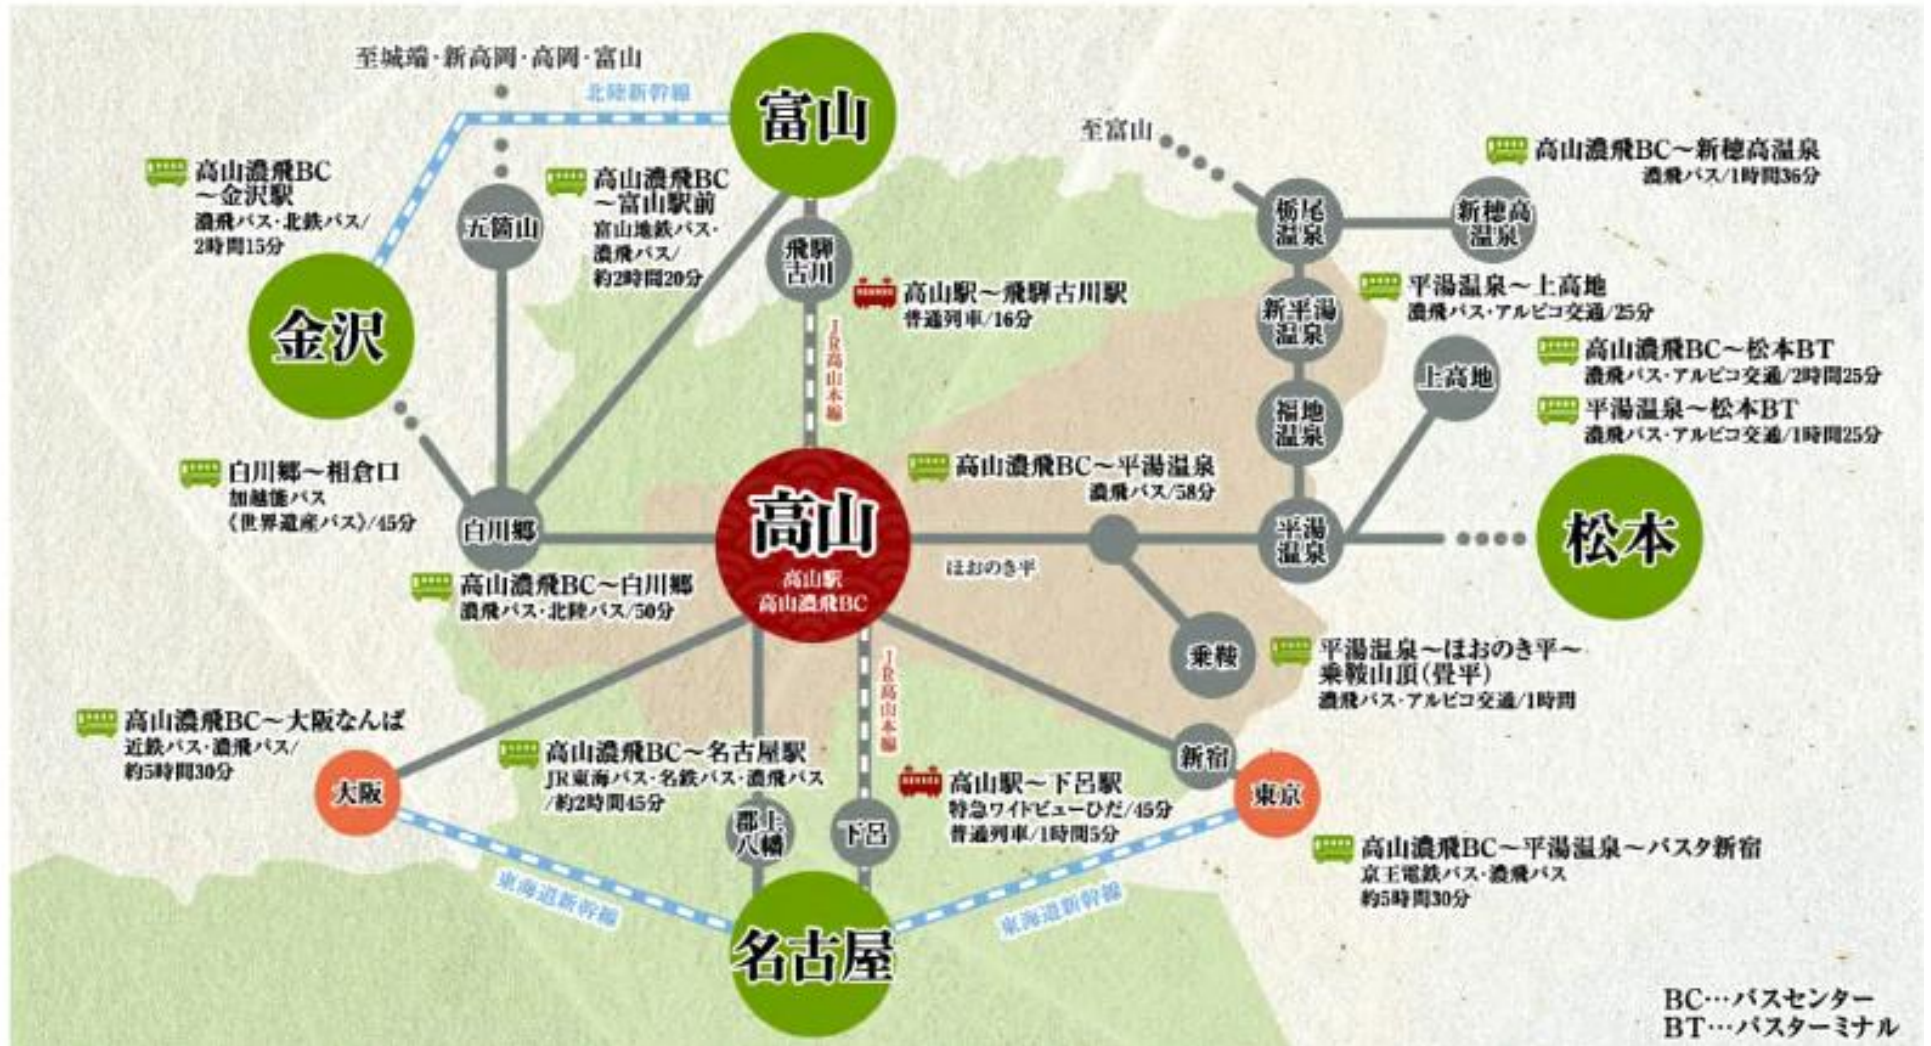 至城端・新高岡・高岡・富山
北陸新幹線
富山
至富山
高山濃飛BC～新穂高温泉
濃飛バス/1時間36分
高山濃飛BC
～金沢駅
濃飛バス・北鉄バス/
2時間15分
五箇山
高山濃飛BC
～富山駅前
富山地鉄バス・
濃飛バス/
約2時間20分
飛騨
古川
高山駅～飛騨古川駅
普通列車/16分
栃尾
温泉
新穂高
温泉
平湯温泉～上高地
濃飛バス・アルピコ交通/25分
新平湯
温泉
金沢
JR高山本線
上高地
高山濃飛BC～松本BT
濃飛バス・アルピコ交通/2時間25分
平湯温泉～松本BT
濃飛バス・アルピコ交通/1時間25分
福地
温泉
白川郷～相倉口
加越能バス
《世界遺産バス》/45分
高山濃飛BC～平湯温泉
濃飛バス/58分
白川郷
高山
高山駅
高山濃飛BC
ほおのき平
平湯
温泉
松本
高山濃飛BC～白川郷
濃飛バス・北陸バス/50分
JR高山本線
乗鞍
平湯温泉～ほおのき平～
乗鞍山頂(畳平)
濃飛バス・アルピコ交通/1時間
高山濃飛BC～大阪なんば
近鉄バス・濃飛バス/
約5時間30分
大阪
高山濃飛BC～名古屋駅
JR東海バス・名鉄バス・濃飛バス
/約2時間45分
郡上
八幡
下呂
高山駅～下呂駅
特急ワイドビューひだ/45分
普通列車/1時間5分
新宿
東京
高山濃飛BC～平湯温泉～バスタ新宿
京王電鉄バス・濃飛バス
約5時間30分
東海道新幹線
東海道新幹線
名古屋
BC…バスセンター
BT…バスターミナル